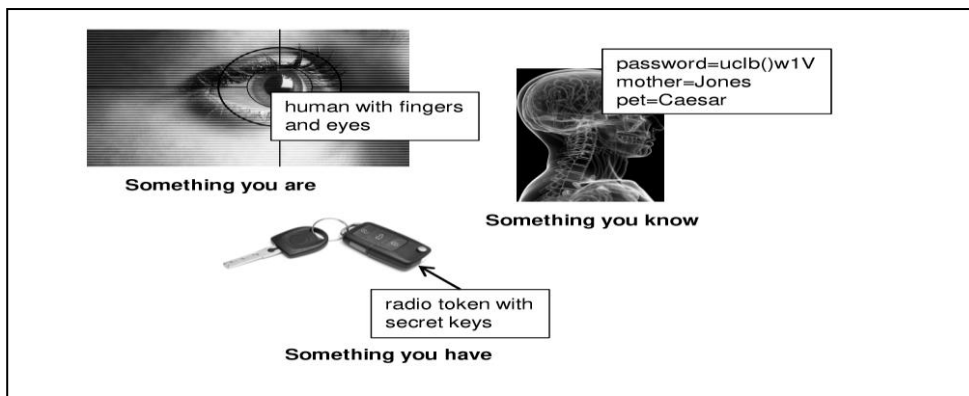 human with fingers
and eyes
Something you are
password=uclb()w1V
mother=Jones
pet=Caesar
Something you know
radio token with
secret keys
Something you have